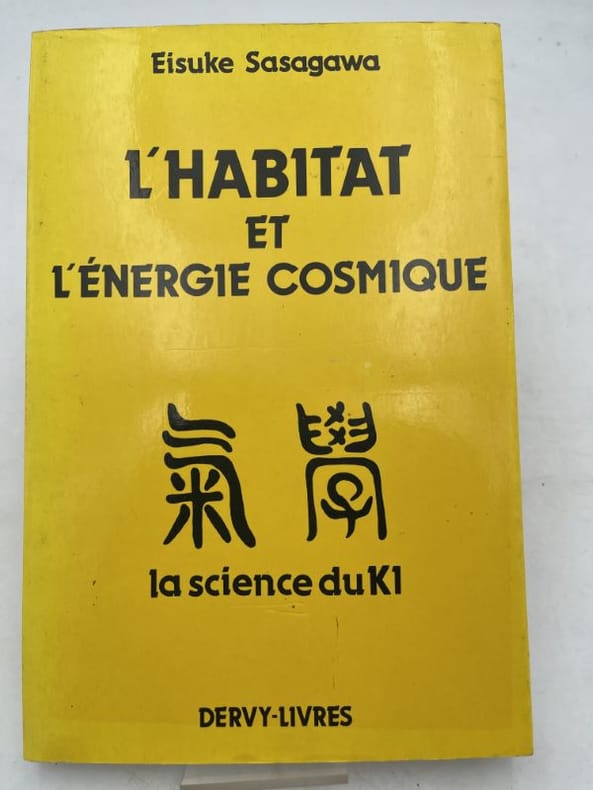 Eisuke Sasagawa
L'HABITAT
ET
L'ÉNERGIE COSMIQUE
氣學
la science du KI
DERVY-LIVRES